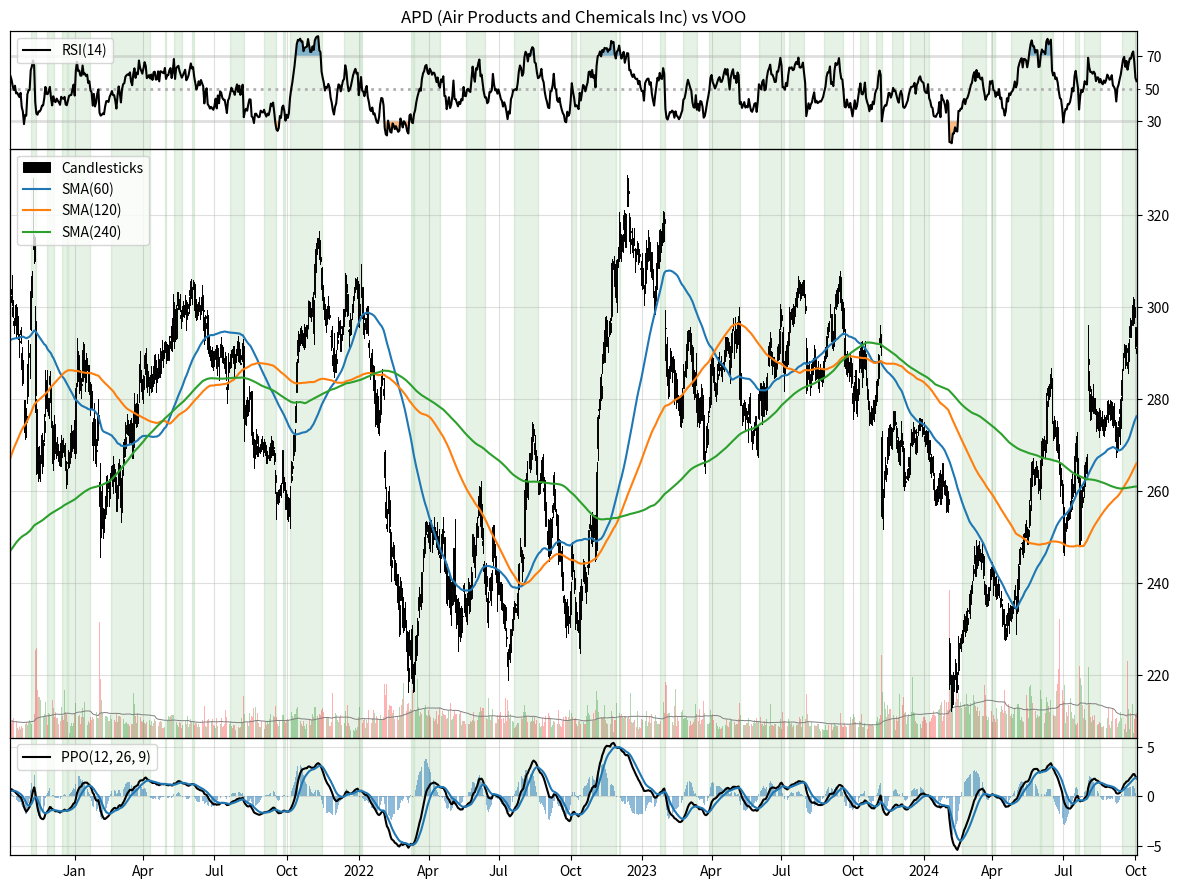 APD (Air Products and Chemicals Inc) vs VOO
RSI(14)
70
50
30
Candlesticks
SMA(60)
SMA(120)
SMA(240)
320
300
280
260
240
220
PPO(12, 26, 9)
5
0
−5
Jan Apr Jul Oct 2022 Apr Jul Oct 2023 Apr Jul Oct 2024 Apr Jul Oct